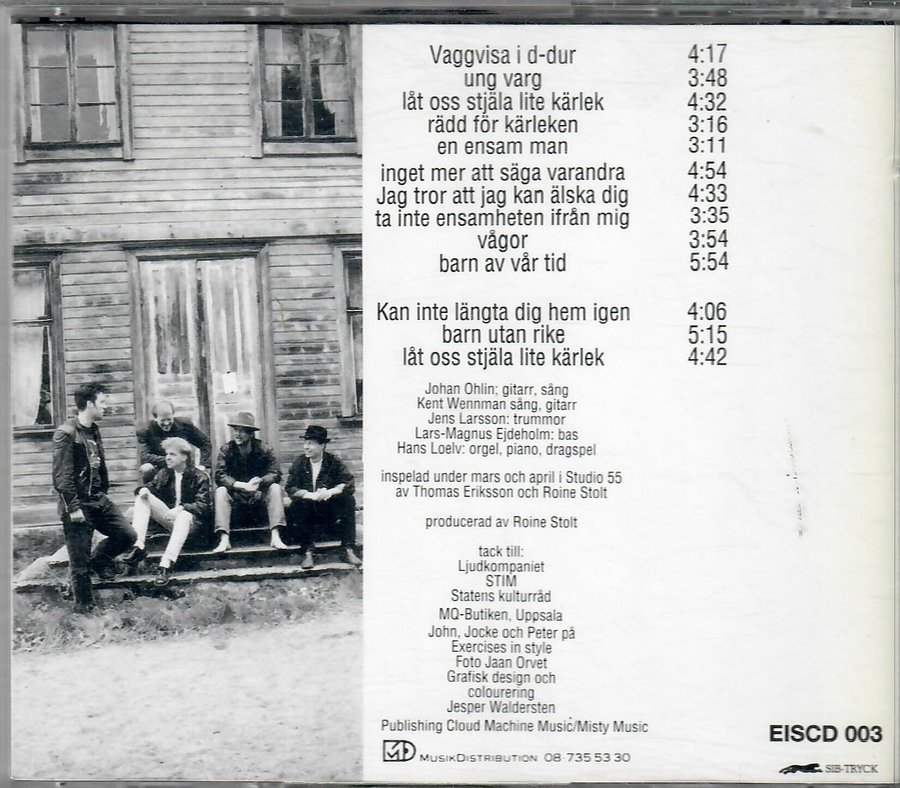 Vaggvisa i d-dur 4:17
ung varg 3:48
låt oss stjäla lite kärlek 4:32
rädd för kärleken 3:16
en ensam man 3:11
inget mer att säga varandra 4:54
Jag tror att jag kan älska dig 4:33
ta inte ensamheten ifrån mig 3:35
vågor 3:54
barn av vår tid 5:54
Kan inte längta dig hem igen 4:06
barn utan rike 5:15
låt oss stjäla lite kärlek 4:42
Johan Ohlin; gitarr, sång
Kent Wennman sång, gitarr
Jens Larsson: trummor
Lars-Magnus Ejdeholm: bas
Hans Loelv: orgel, piano, dragspel
inspelad under mars och april i Studio 55
av Thomas Eriksson och Roine Stolt
producerad av Roine Stolt
tack till:
Ljudkompaniet
STIM
Statens kulturråd
MQ-Butiken, Uppsala
John, Jocke och Peter på
Exercises in style
Foto Jaan Orvet
Grafisk design och
colourering
Jesper Waldersten
Publishing Cloud Machine Music/Misty Music
MD MUSIKDISTRIBUTION 08-735 53 30
EISCD 003
SIB-TRYCK